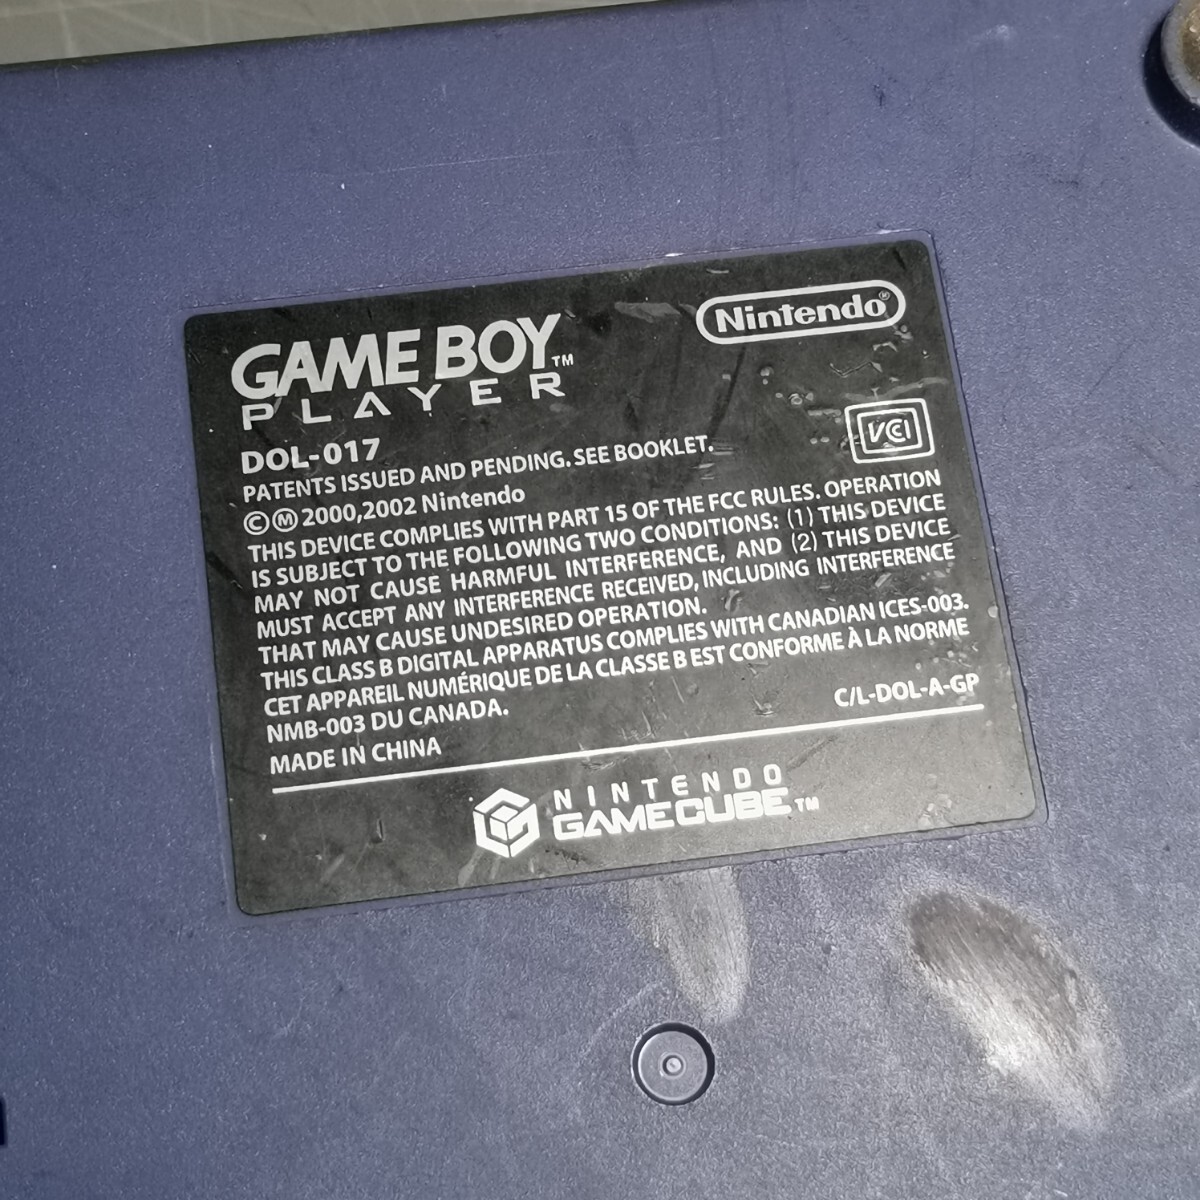 GAME BOY™
PLAYER
Nintendo®
DOL-017
VCI
PATENTS ISSUED AND PENDING. SEE BOOKLET.
©Ⓜ 2000,2002 Nintendo
THIS DEVICE COMPLIES WITH PART 15 OF THE FCC RULES. OPERATION
IS SUBJECT TO THE FOLLOWING TWO CONDITIONS: (1) THIS DEVICE
MAY NOT CAUSE HARMFUL INTERFERENCE, AND (2) THIS DEVICE
MUST ACCEPT ANY INTERFERENCE RECEIVED, INCLUDING INTERFERENCE
THAT MAY CAUSE UNDESIRED OPERATION.
THIS CLASS B DIGITAL APPARATUS COMPLIES WITH CANADIAN ICES-003.
CET APPAREIL NUMÉRIQUE DE LA CLASSE B EST CONFORME À LA NORME
NMB-003 DU CANADA.
C/L-DOL-A-GP
MADE IN CHINA
NINTENDO
GAMECUBE™